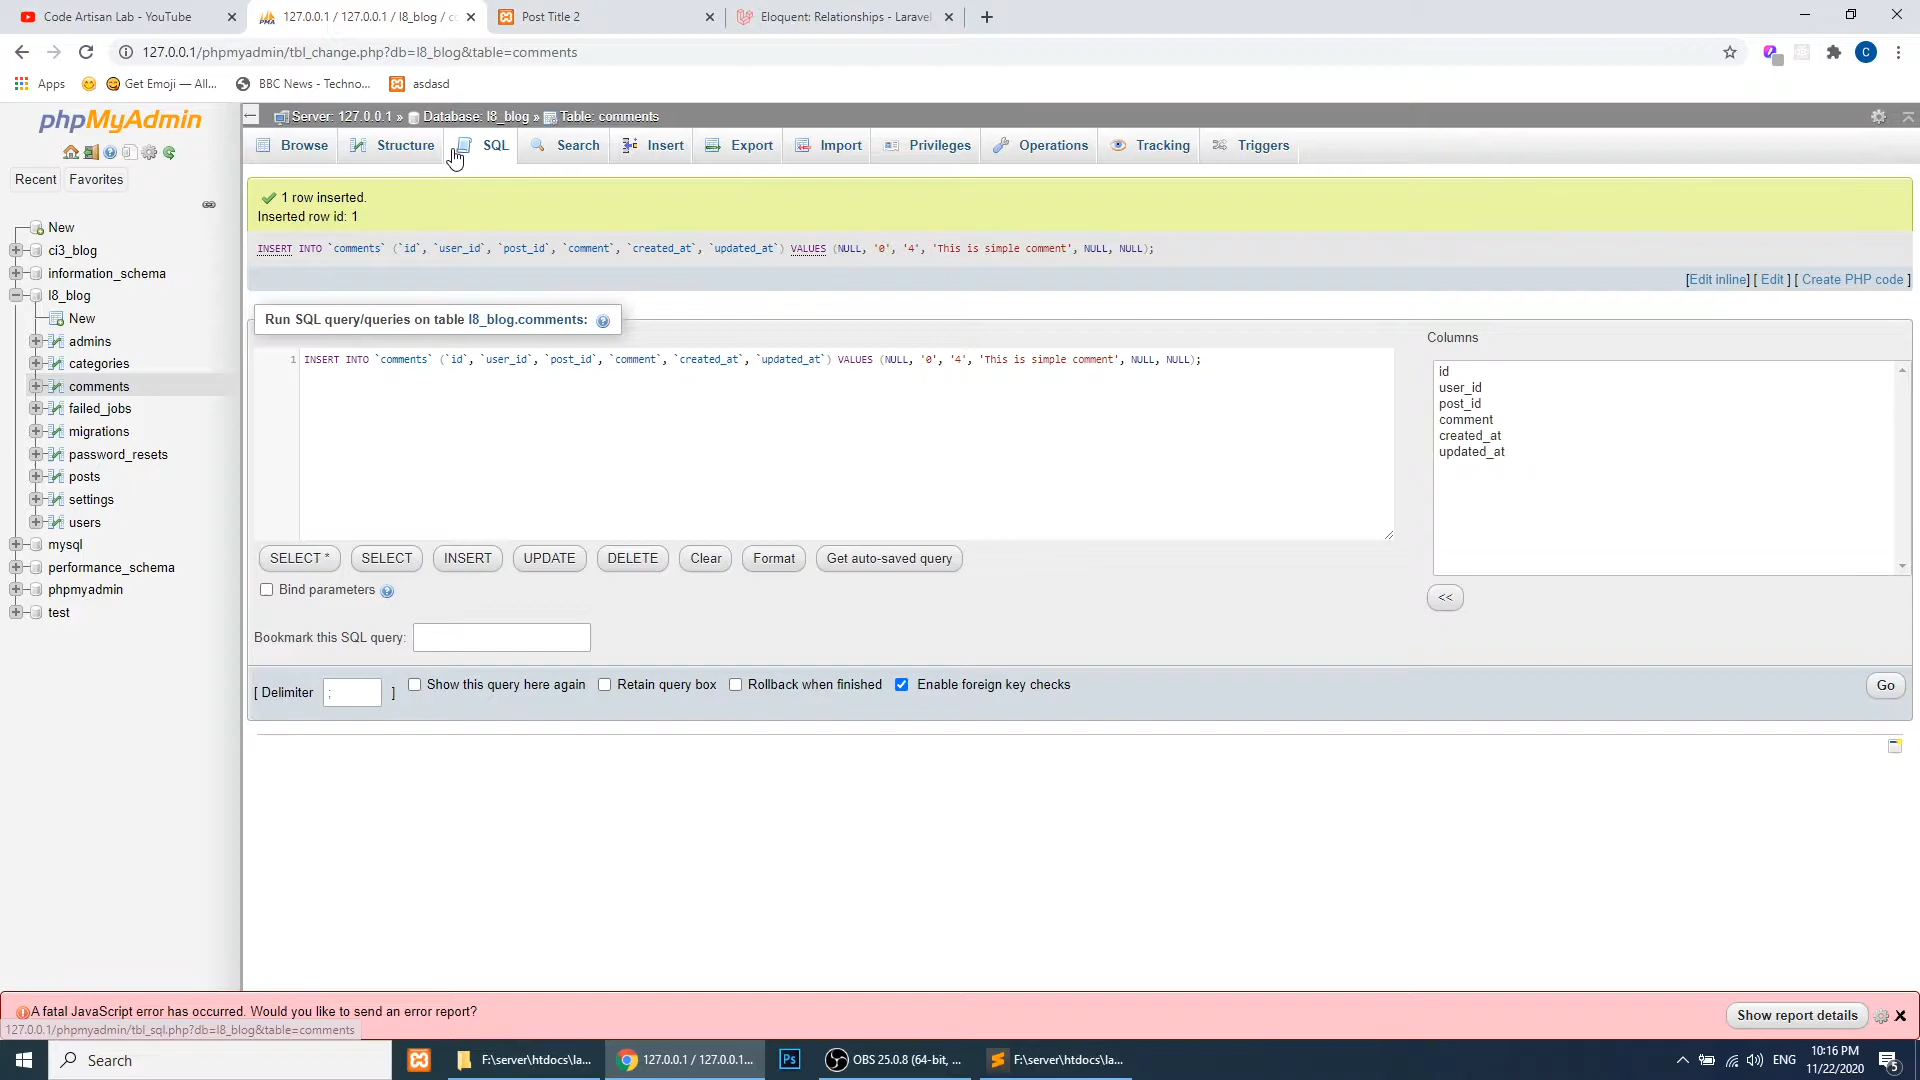 Code Artisan Lab - YouTube
127.0.0.1 / 127.0.0.1 / l8_blog / co
Post Title 2
Eloquent: Relationships - Laravel
127.0.0.1/phpmyadmin/tbl_change.php?db=l8_blog&table=comments
C
Apps
Get Emoji — All...
BBC News - Techno...
asdasd
phpMyAdmin
Server: 127.0.0.1 » Database: l8_blog » Table: comments
Browse
Structure
SQL
Search
Insert
Export
Import
Privileges
Operations
Tracking
Triggers
Recent
Favorites
New
ci3_blog
information_schema
l8_blog
New
admins
categories
comments
failed_jobs
migrations
password_resets
posts
settings
users
mysql
performance_schema
phpmyadmin
test
1 row inserted.
Inserted row id: 1
INSERT INTO `comments` (`id`, `user_id`, `post_id`, `comment`, `created_at`, `updated_at`) VALUES (NULL, '0', '4', 'This is simple comment', NULL, NULL);
[Edit inline] [ Edit ] [ Create PHP code ]
Run SQL query/queries on table l8_blog.comments:
1 INSERT INTO `comments` (`id`, `user_id`, `post_id`, `comment`, `created_at`, `updated_at`) VALUES (NULL, '0', '4', 'This is simple comment', NULL, NULL);
Columns
id
user_id
post_id
comment
created_at
updated_at
<<
SELECT *
SELECT
INSERT
UPDATE
DELETE
Clear
Format
Get auto-saved query
Bind parameters
Bookmark this SQL query:
[ Delimiter ; ]
Show this query here again
Retain query box
Rollback when finished
Enable foreign key checks
Go
A fatal JavaScript error has occurred. Would you like to send an error report?
Show report details
127.0.0.1/phpmyadmin/tbl_sql.php?db=l8_blog&table=comments
Search
F:\server\htdocs\la...
127.0.0.1 / 127.0.0.1...
Ps
OBS 25.0.8 (64-bit, ...
F:\server\htdocs\la...
ENG
10:16 PM
11/22/2020
5